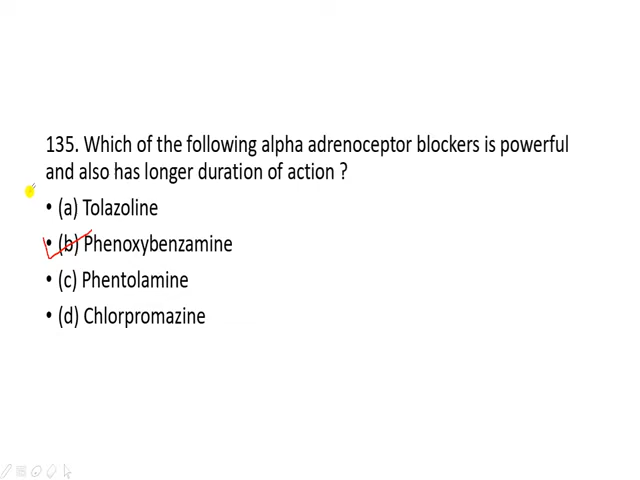 135. Which of the following alpha adrenoceptor blockers is powerful
and also has longer duration of action ?
• (a) Tolazoline
• (b) Phenoxybenzamine
• (c) Phentolamine
• (d) Chlorpromazine